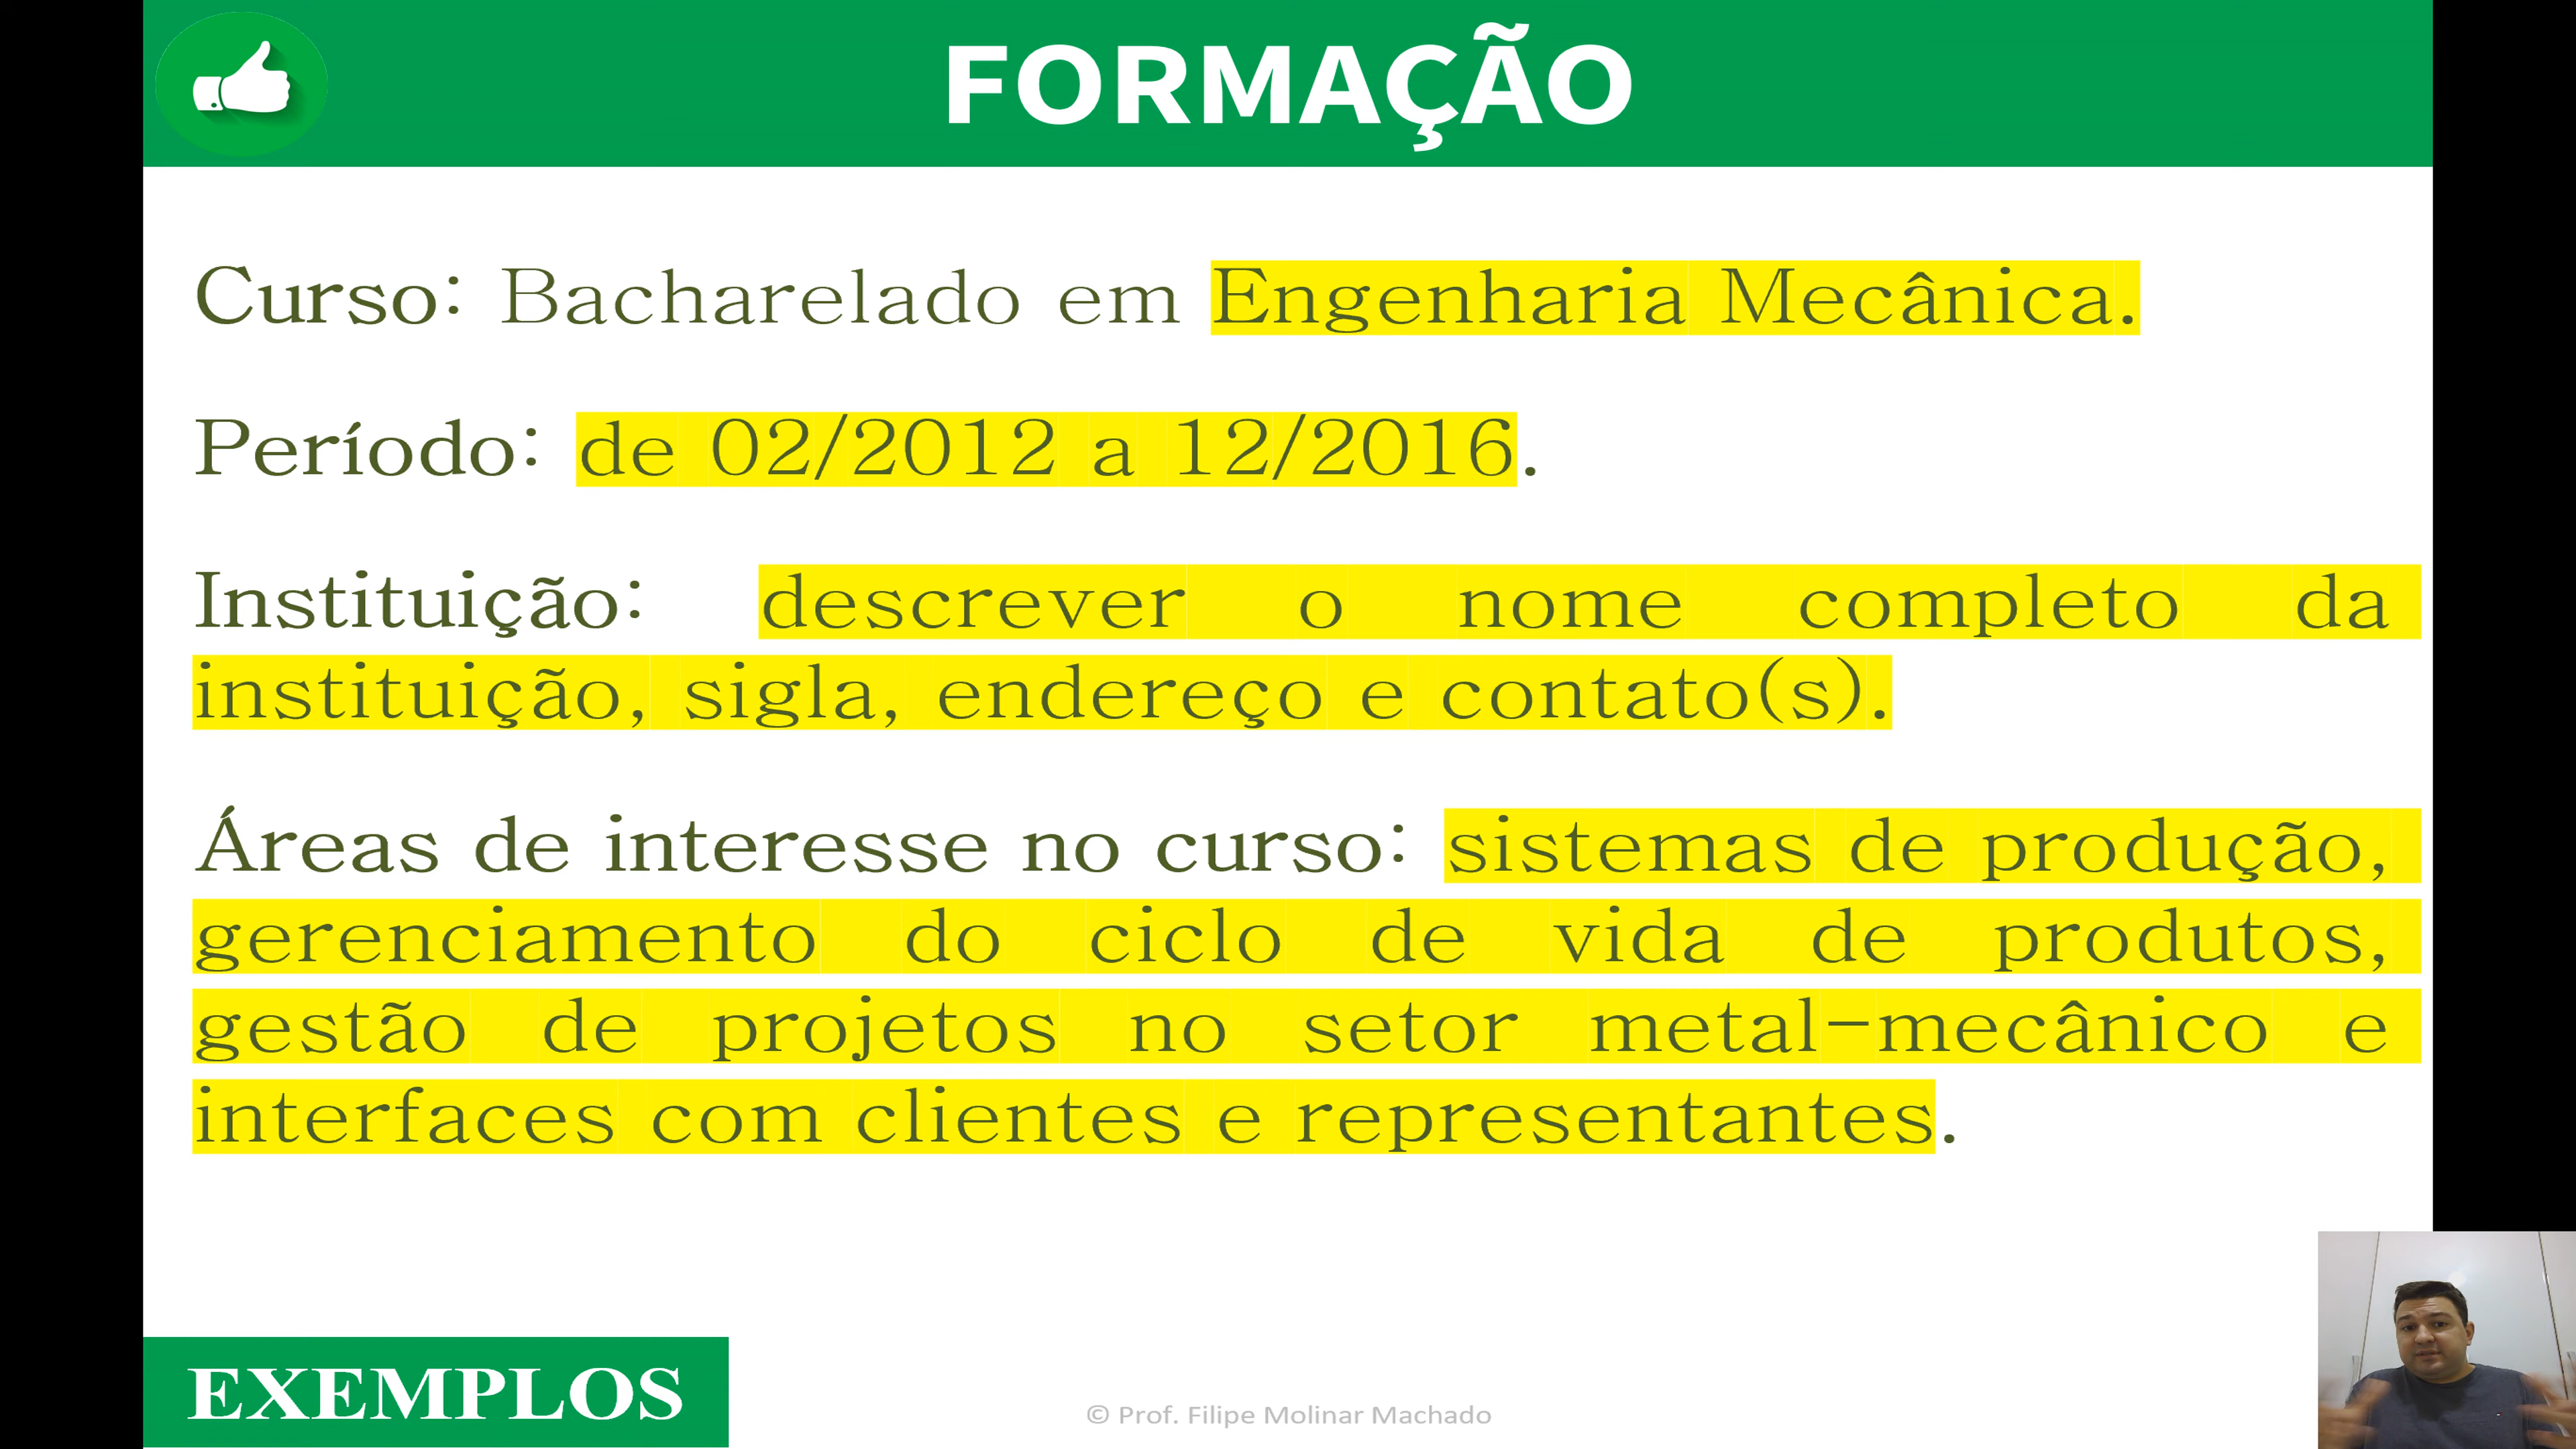 FORMAÇÃO
Curso: Bacharelado em Engenharia Mecânica.
Período: de 02/2012 a 12/2016.
Instituição: descrever o nome completo da
instituição, sigla, endereço e contato(s).
Áreas de interesse no curso: sistemas de produção,
gerenciamento do ciclo de vida de produtos,
gestão de projetos no setor metal-mecânico e
interfaces com clientes e representantes.
EXEMPLOS
© Prof. Filipe Molinar Machado